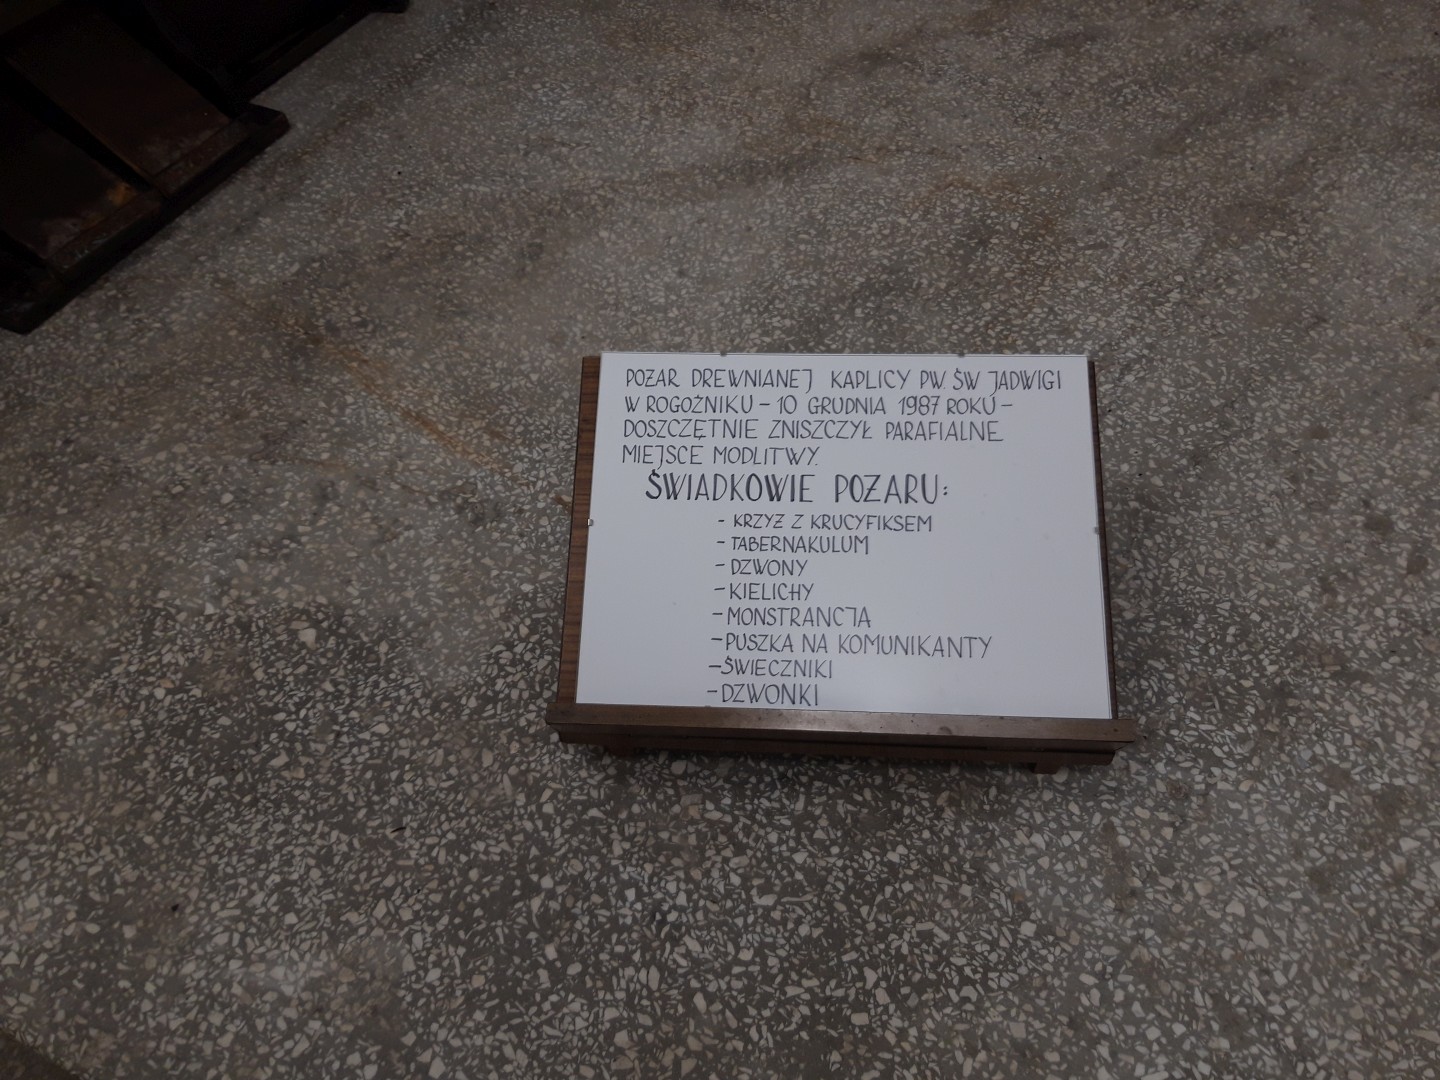 POŻAR DREWNIANEJ KAPLICY PW. ŚW JADWIGI
W ROGOŹNIKU – 10 GRUDNIA 1987 ROKU –
DOSZCZĘTNIE ZNISZCZYŁ PARAFIALNE
MIEJSCE MODLITWY.
ŚWIADKOWIE POŻARU:
- KRZYŻ Z KRUCYFIKSEM
- TABERNAKULUM
- DZWONY
- KIELICHY
- MONSTRANCJA
- PUSZKA NA KOMUNIKANTY
- ŚWIECZNIKI
- DZWONKI